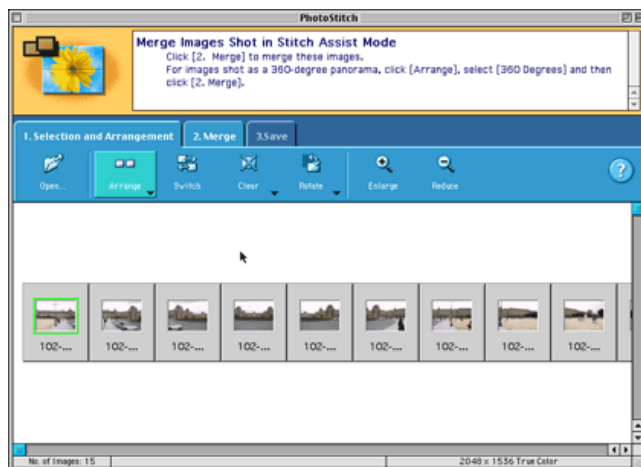 PhotoStitch
Merge Images Shot in Stitch Assist Mode
Click [2. Merge] to merge these images.
For images shot as a 360-degree panorama, click [Arrange], select [360 Degrees] and then
click [2. Merge].
1. Selection and Arrangement 2. Merge 3.Save
Open... Arrange Switch Clear Rotate Enlarge Reduce ?
102-... 102-... 102-... 102-... 102-... 102-... 102-... 102-... 102-...
No. of Images: 15 2048 x 1536 True Color